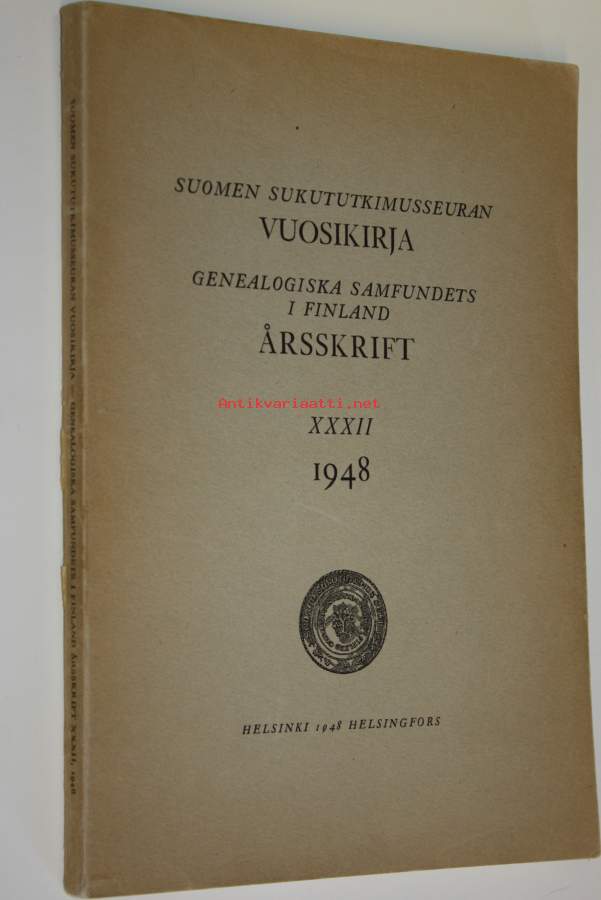 SUOMEN SUKUTUTKIMUSSEURAN
VUOSIKIRJA
GENEALOGISKA SAMFUNDETS
I FINLAND
ÅRSSKRIFT
Antikvariaatti.net
XXXII
1948
HELSINKI 1948 HELSINGFORS
SUOMEN SUKUTUTKIMUSSEURAN VUOSIKIRJA — GENEALOGISKA SAMFUNDETS I FINLAND ÅRSSKRIFT XXXII, 1948